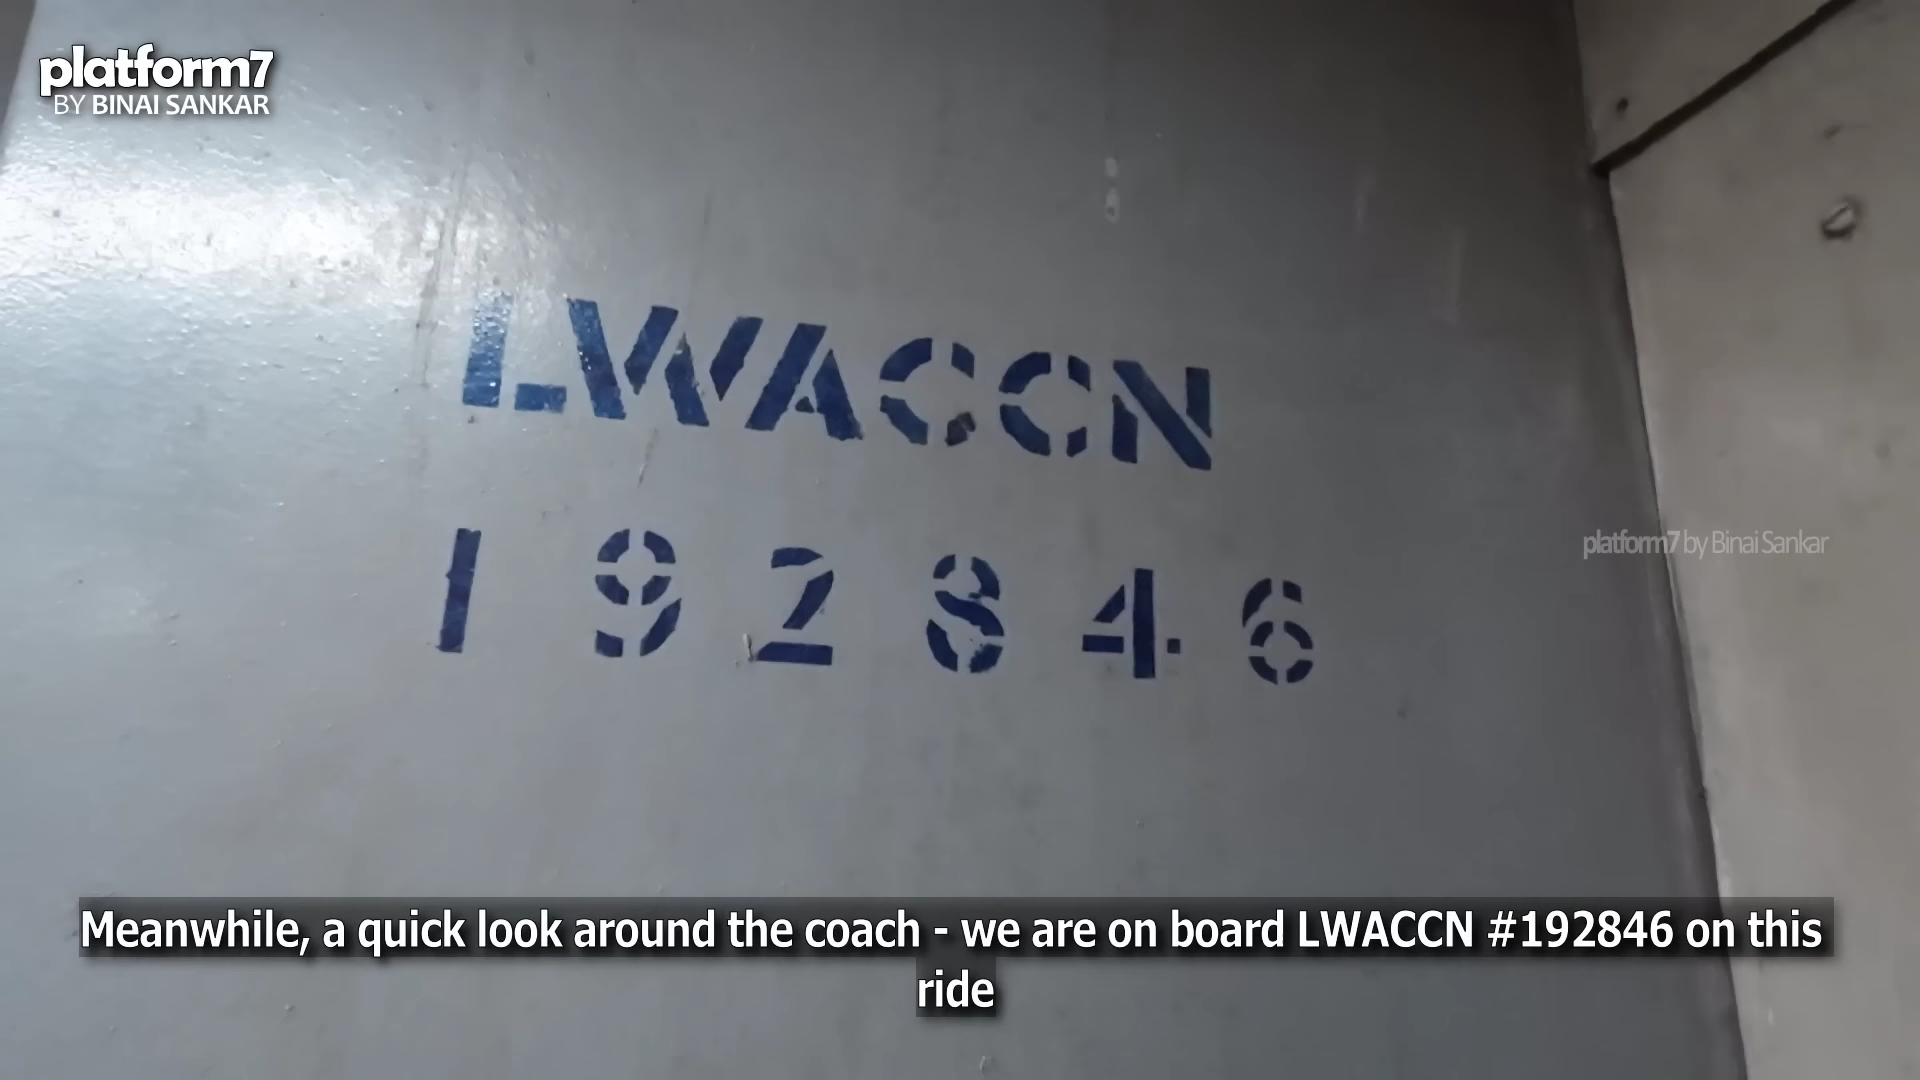 platform7
BY BINAI SANKAR
LWACCN
192846
platform7 by Binai Sankar
Meanwhile, a quick look around the coach - we are on board LWACCN #192846 on this
ride